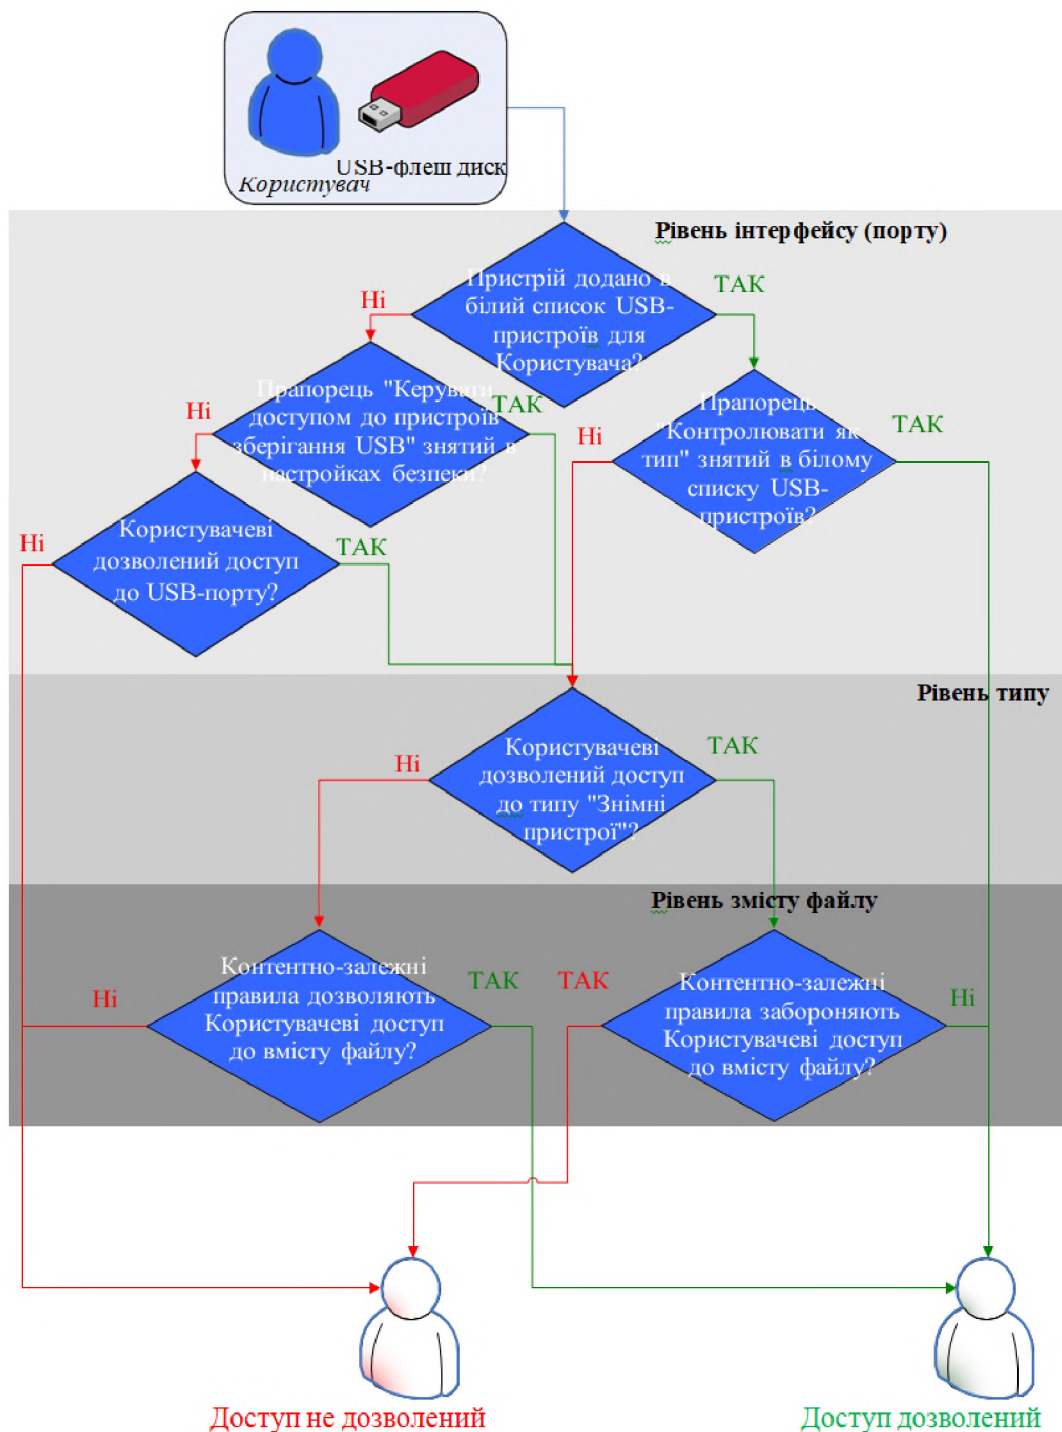 USB-флеш диск
Користувач
Рівень інтерфейсу (порту)
Пристрій додано в
білий список USB-
пристроїв для
Користувача?
Ні
ТАК
Прапорець "Керувати
доступом до пристроїв
зберігання USB" знятий в
настройках безпеки?
Ні
ТАК
Прапорець
"Контролювати як
тип" знятий в білому
списку USB-
пристроїв?
Ні
ТАК
Користувачеві
дозволений доступ
до USB-порту?
Ні
ТАК
Рівень типу
Користувачеві
дозволений доступ
до типу "Знімні
пристрої"?
Ні
ТАК
Рівень змісту файлу
Контентно-залежні
правила дозволяють
Користувачеві доступ
до вмісту файлу?
Ні
ТАК
Контентно-залежні
правила забороняють
Користувачеві доступ
до вмісту файлу?
ТАК
Ні
Доступ не дозволений
Доступ дозволений